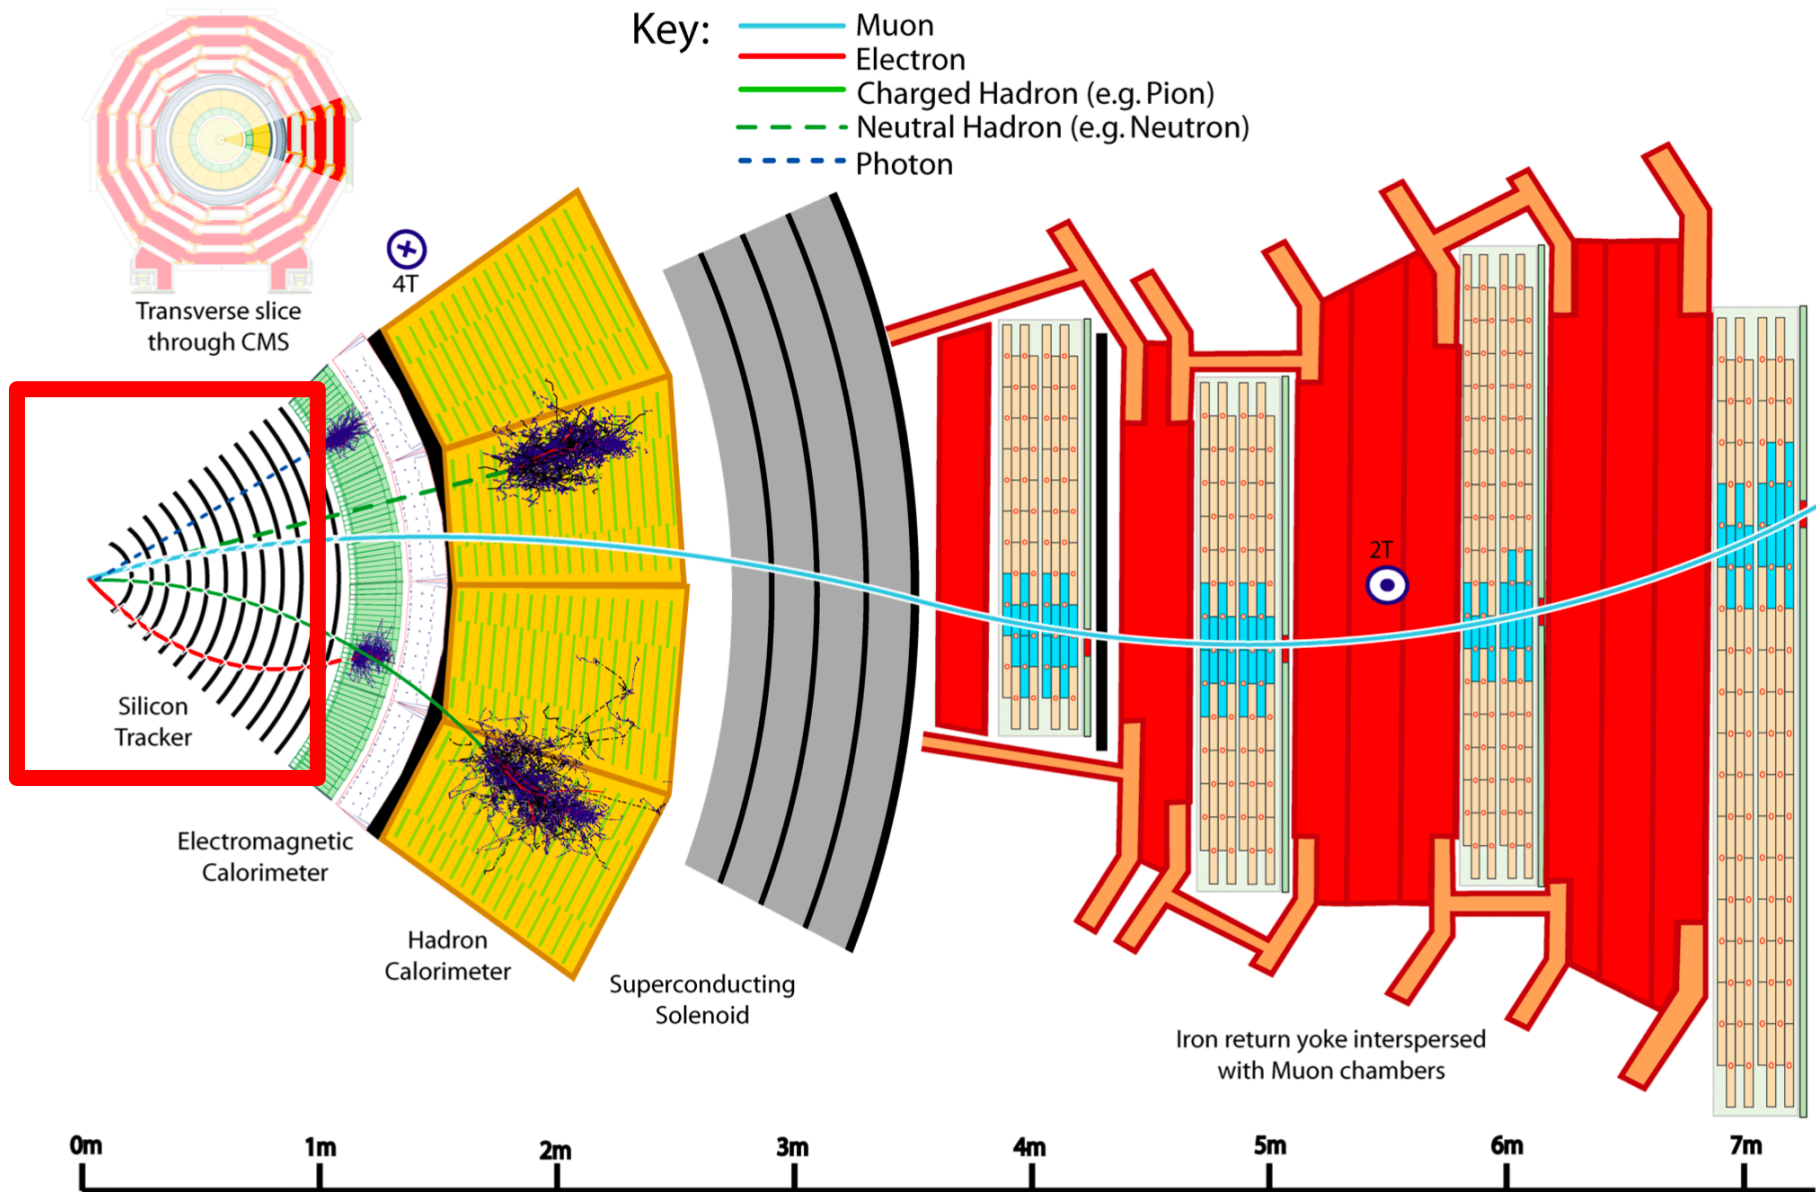 Key:
Muon
Electron
Charged Hadron (e.g. Pion)
Neutral Hadron (e.g. Neutron)
Photon
Transverse slice
through CMS
4T
2T
Silicon
Tracker
Electromagnetic
Calorimeter
Hadron
Calorimeter
Superconducting
Solenoid
Iron return yoke interspersed
with Muon chambers
0m 1m 2m 3m 4m 5m 6m 7m